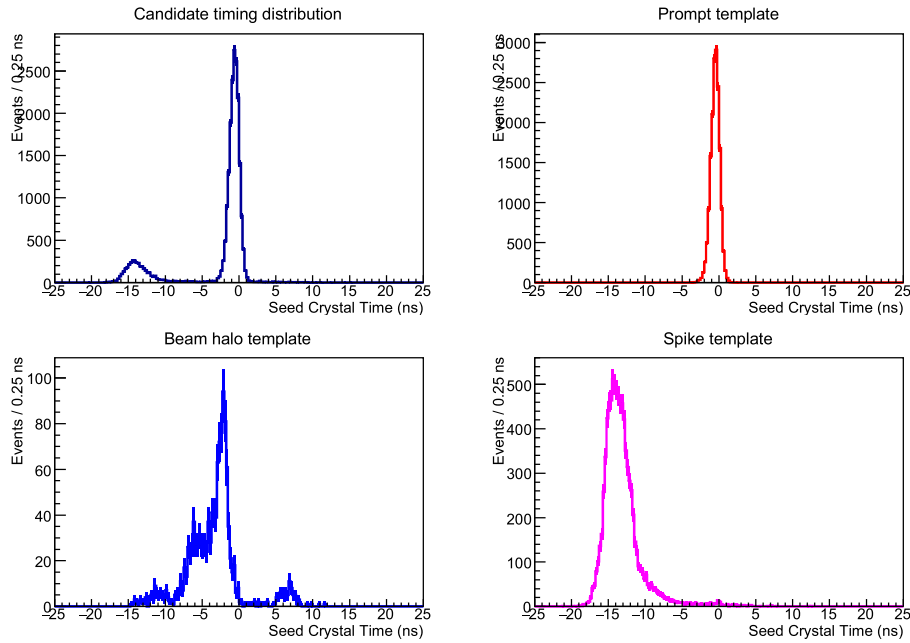 Candidate timing distribution
Events / 0.25 ns
2500
2000
1500
1000
500
0
−25 −20 −15 −10 −5 0 5 10 15 20 25
Seed Crystal Time (ns)
Prompt template
Events / 0.25 ns
3000
2500
2000
1500
1000
500
0
−25 −20 −15 −10 −5 0 5 10 15 20 25
Seed Crystal Time (ns)
Beam halo template
Events / 0.25 ns
100
80
60
40
20
0
−25 −20 −15 −10 −5 0 5 10 15 20 25
Seed Crystal Time (ns)
Spike template
Events / 0.25 ns
500
400
300
200
100
0
−25 −20 −15 −10 −5 0 5 10 15 20 25
Seed Crystal Time (ns)